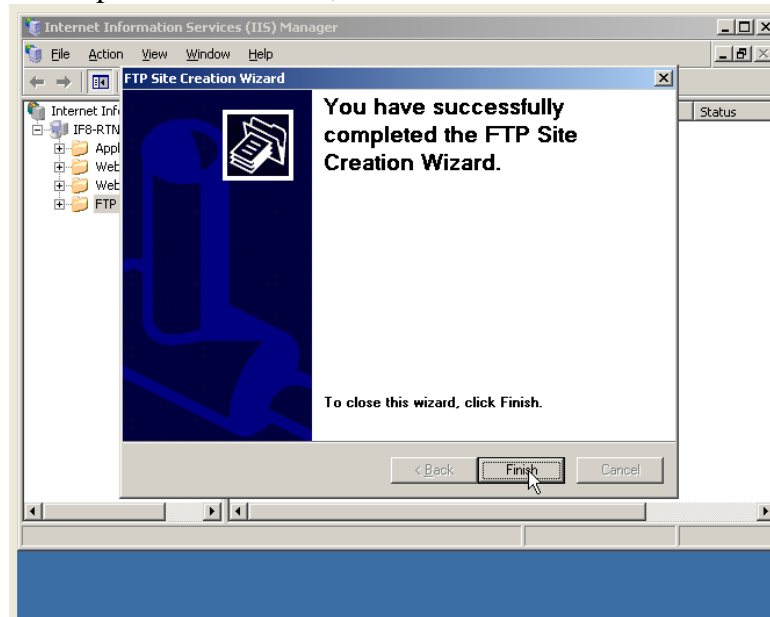 Internet Information Services (IIS) Manager
File Action View Window Help
FTP Site Creation Wizard
Internet Inf
Status
IF8-RTN
Appl
Web
Web
FTP
You have successfully
completed the FTP Site
Creation Wizard.
To close this wizard, click Finish.
< Back Finish Cancel